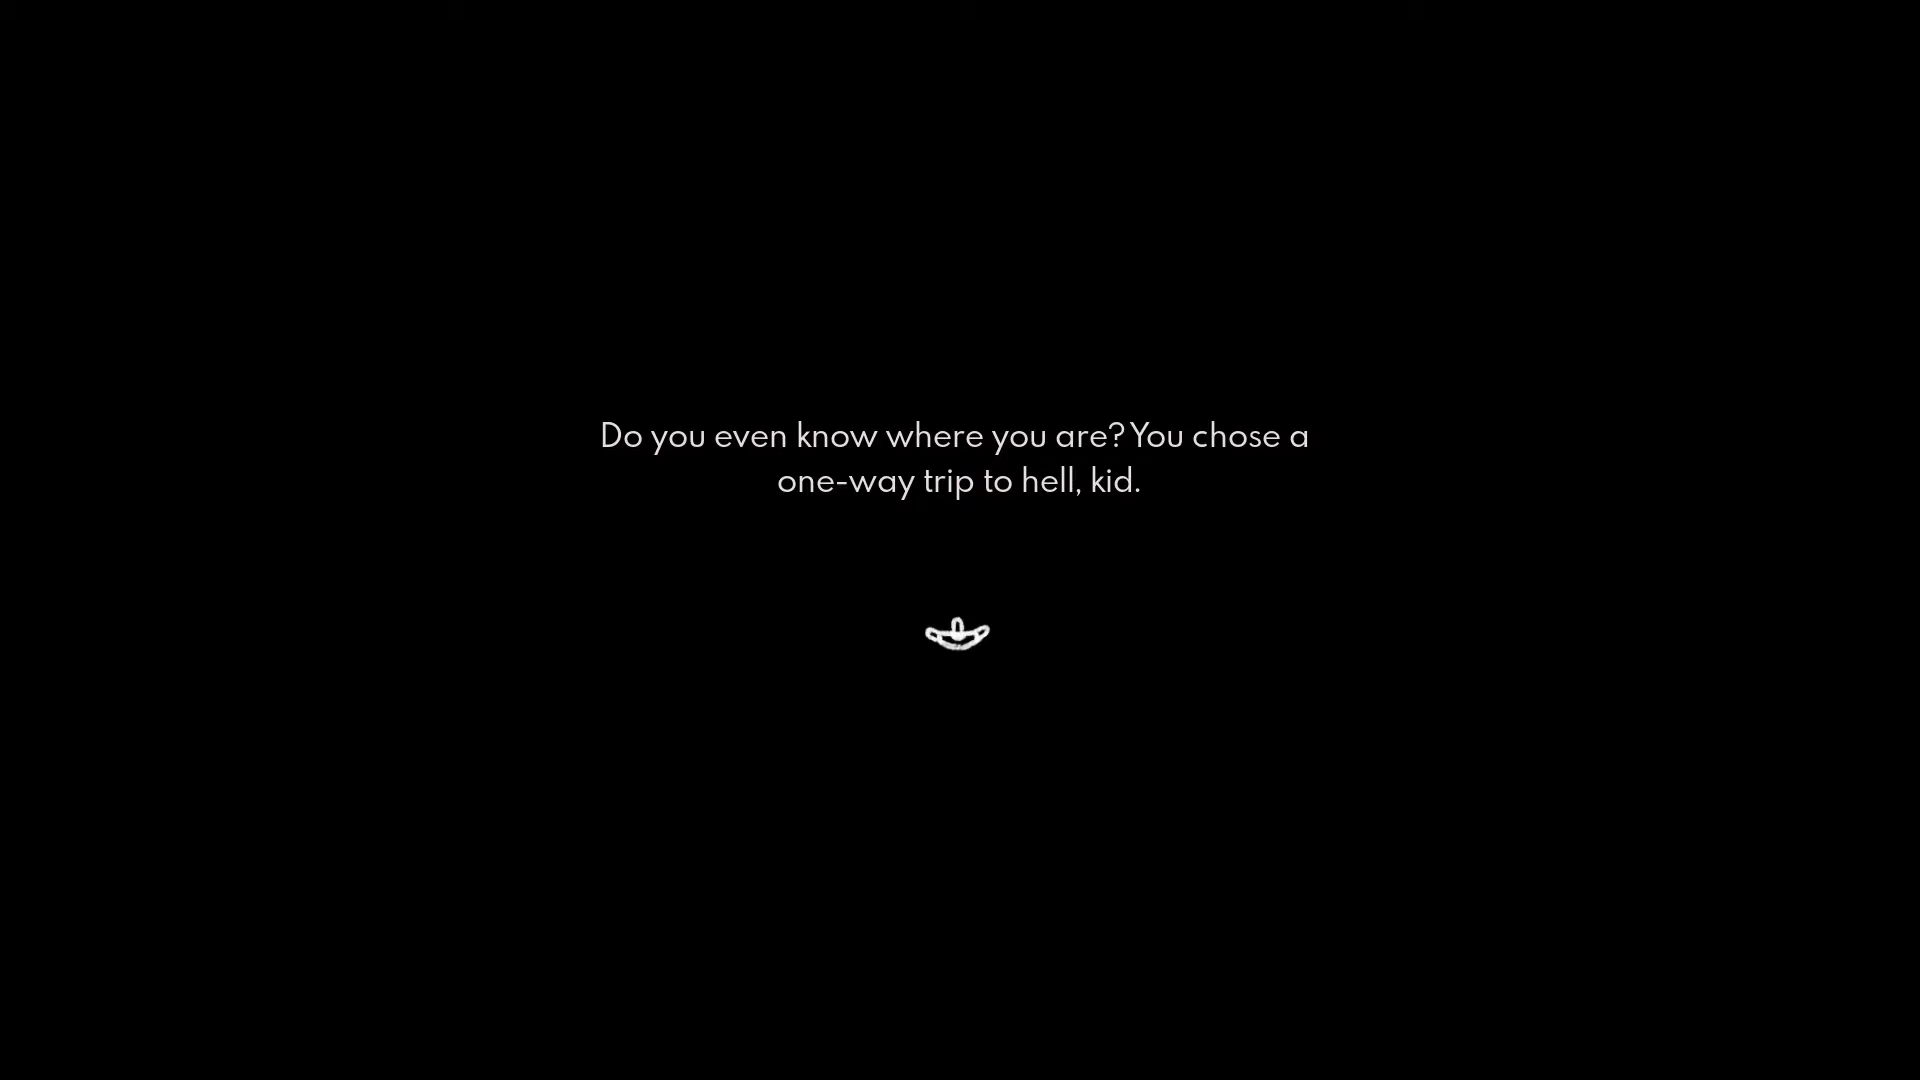 Do you even know where you are? You chose a
one-way trip to hell, kid.